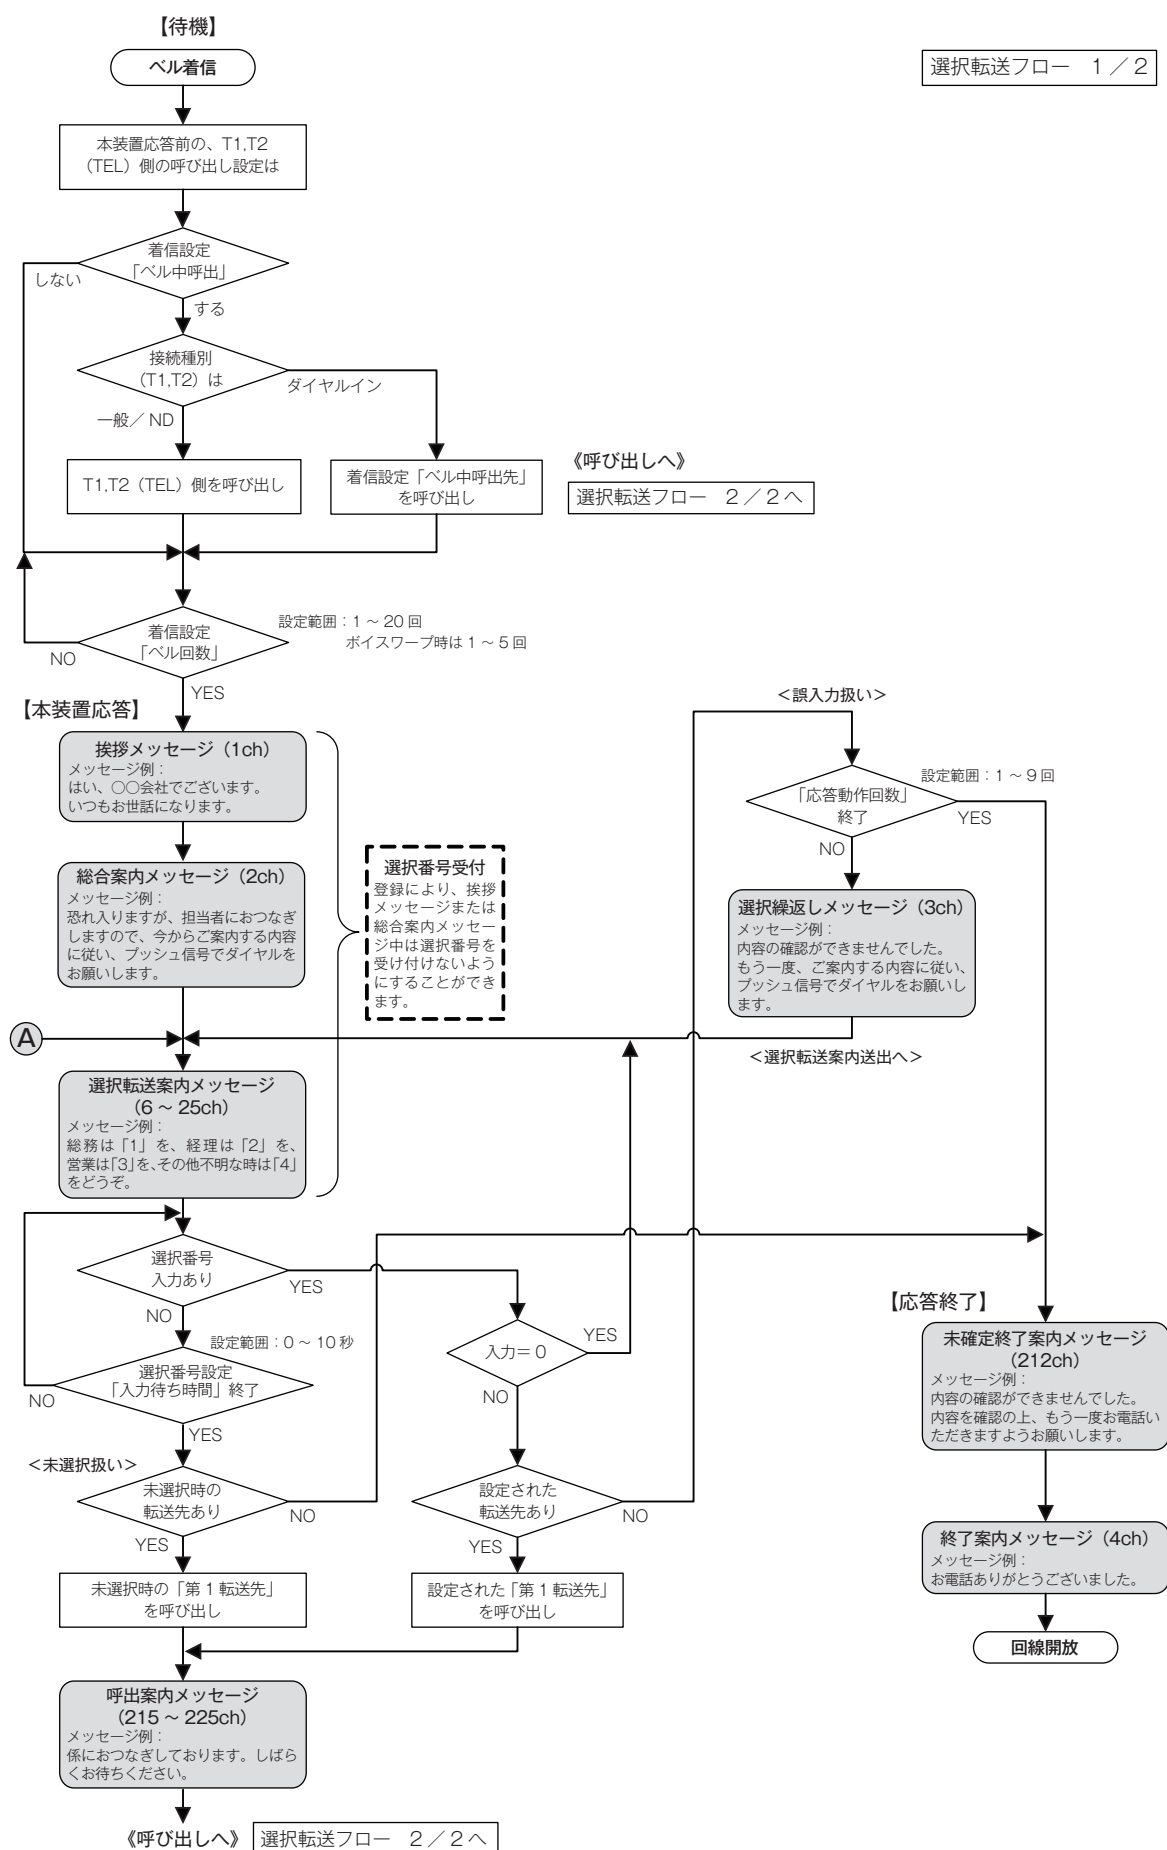 【待機】
ベル着信
選択転送フロー 1／2
本装置応答前の、T1,T2
（TEL）側の呼び出し設定は
着信設定
「ベル中呼出」
しない
する
接続種別
（T1,T2）は
ダイヤルイン
一般／ND
T1,T2（TEL）側を呼び出し
着信設定「ベル中呼出先」
を呼び出し
《呼び出しへ》
選択転送フロー 2／2へ
着信設定
「ベル回数」
設定範囲：1～20回
ボイスワープ時は1～5回
NO
YES
【本装置応答】
挨拶メッセージ（1ch）
メッセージ例：
はい、〇〇会社でございます。
いつもお世話になります。
総合案内メッセージ（2ch）
メッセージ例：
恐れ入りますが、担当者におつなぎ
しますので、今からご案内する内容
に従い、プッシュ信号でダイヤルを
お願いします。
選択番号受付
登録により、挨拶
メッセージまたは
総合案内メッセー
ジ中は選択番号を
受け付けないよう
にすることができ
ます。
＜誤入力扱い＞
設定範囲：1～9回
「応答動作回数」
終了
YES
NO
選択繰返しメッセージ（3ch）
メッセージ例：
内容の確認ができませんでした。
もう一度、ご案内する内容に従い、
プッシュ信号でダイヤルをお願いし
ます。
＜選択転送案内送出へ＞
A
選択転送案内メッセージ
（6～25ch）
メッセージ例：
総務は「1」を、経理は「2」を、
営業は「3」を、その他不明な時は「4」
をどうぞ。
選択番号
入力あり
YES
NO
設定範囲：0～10秒
選択番号設定
「入力待ち時間」終了
NO
YES
入力＝0
YES
NO
＜未選択扱い＞
未選択時の
転送先あり
NO
YES
設定された
転送先あり
NO
YES
未選択時の「第1転送先」
を呼び出し
設定された「第1転送先」
を呼び出し
【応答終了】
未確定終了案内メッセージ
（212ch）
メッセージ例：
内容の確認ができませんでした。
内容を確認の上、もう一度お電話い
ただきますようお願いします。
終了案内メッセージ（4ch）
メッセージ例：
お電話ありがとうございました。
回線開放
呼出案内メッセージ
（215～225ch）
メッセージ例：
係におつなぎしております。しばら
くお待ちください。
《呼び出しへ》
選択転送フロー 2／2へ